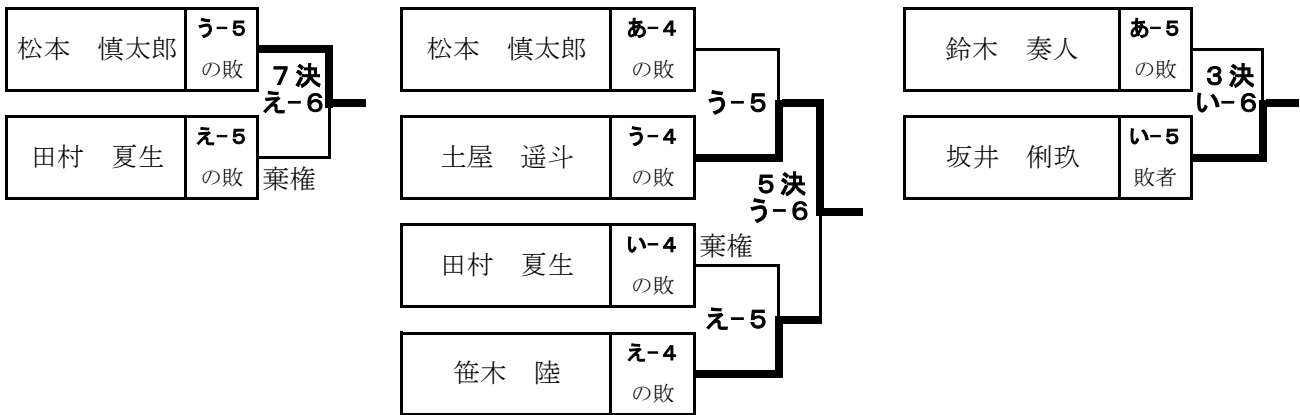 松本　慎太郎
う-5
の敗
7決
え-6
田村　夏生
え-5
の敗
棄権
松本　慎太郎
あ-4
の敗
う-5
土屋　遥斗
う-4
の敗
5決
う-6
田村　夏生
い-4
の敗
棄権
え-5
笹木　陸
え-4
の敗
鈴木　奏人
あ-5
の敗
3決
い-6
坂井　俐玖
い-5
敗者